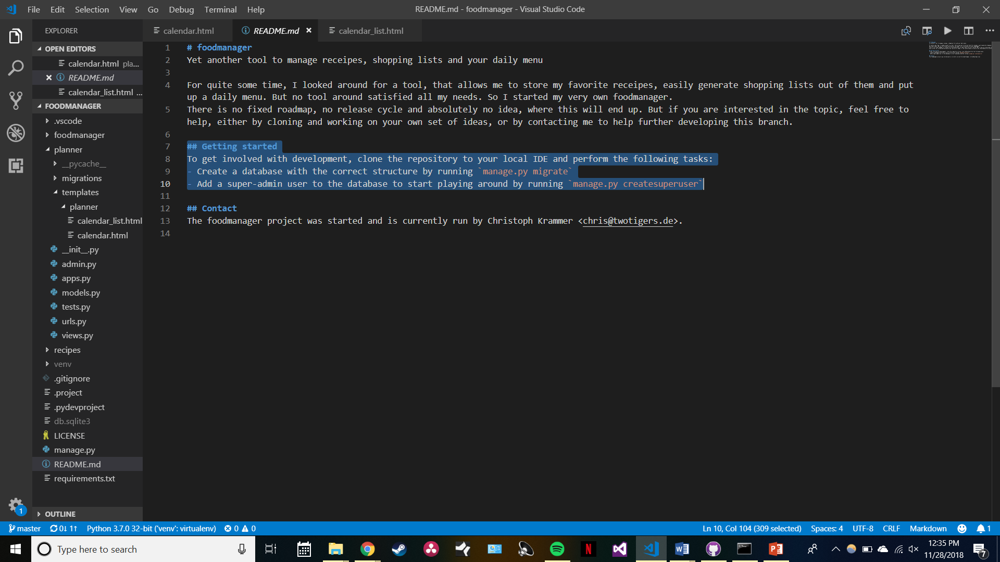 File Edit Selection View Go Debug Terminal Help
README.md - foodmanager - Visual Studio Code
EXPLORER
calendar.html
README.md
calendar_list.html
OPEN EDITORS
calendar.html pla...
README.md
calendar_list.html ...
FOODMANAGER
.vscode
foodmanager
planner
__pycache__
migrations
templates
planner
calendar_list.html
calendar.html
__init__.py
admin.py
apps.py
models.py
tests.py
urls.py
views.py
recipes
venv
.gitignore
.project
.pydevproject
db.sqlite3
LICENSE
manage.py
README.md
requirements.txt
OUTLINE
1 # foodmanager
2 Yet another tool to manage receipes, shopping lists and your daily menu
3
4 For quite some time, I looked around for a tool, that allows me to store my favorite receipes, easily generate shopping lists out of them and put
up a daily menu. But no tool around satisfied all my needs. So I started my very own foodmanager.
5 There is no fixed roadmap, no release cycle and absolutely no idea, where this will end up. But if you are interested in the topic, feel free to
help, either by cloning and working on your own set of ideas, or by contacting me to help further developing this branch.
6
7 ## Getting started
8 To get involved with development, clone the repository to your local IDE and perform the following tasks:
9 - Create a database with the correct structure by running `manage.py migrate`
10 - Add a super-admin user to the database to start playing around by running `manage.py createsuperuser`
11
12 ## Contact
13 The foodmanager project was started and is currently run by Christoph Krammer <chris@twotigers.de>.
14
1
master 0↓ 1↑ Python 3.7.0 32-bit ('venv': virtualenv) 0 0
Ln 10, Col 104 (309 selected) Spaces: 4 UTF-8 CRLF Markdown 1
Type here to search
12:35 PM
11/28/2018
7